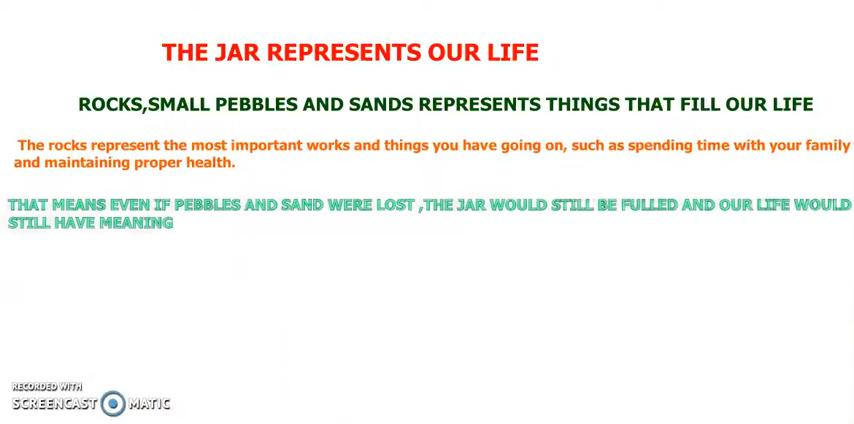 THE JAR REPRESENTS OUR LIFE
ROCKS,SMALL PEBBLES AND SANDS REPRESENTS THINGS THAT FILL OUR LIFE
The rocks represent the most important works and things you have going on, such as spending time with your family
and maintaining proper health.
THAT MEANS EVEN IF PEBBLES AND SAND WERE LOST ,THE JAR WOULD STILL BE FULLED AND OUR LIFE WOULD
STILL HAVE MEANING
RECORDED WITH
SCREENCAST MATIC